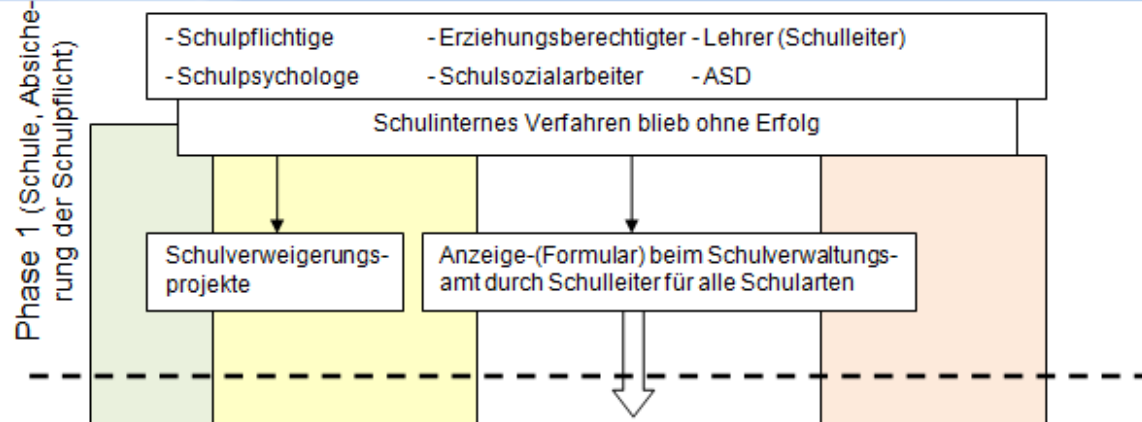 Phase 1 (Schule, Absiche-
rung der Schulpflicht)
- Schulpflichtige - Erziehungsberechtigter - Lehrer (Schulleiter)
- Schulpsychologe - Schulsozialarbeiter - ASD
Schulinternes Verfahren blieb ohne Erfolg
Schulverweigerungs-
projekte
Anzeige-(Formular) beim Schulverwaltungs-
amt durch Schulleiter für alle Schularten